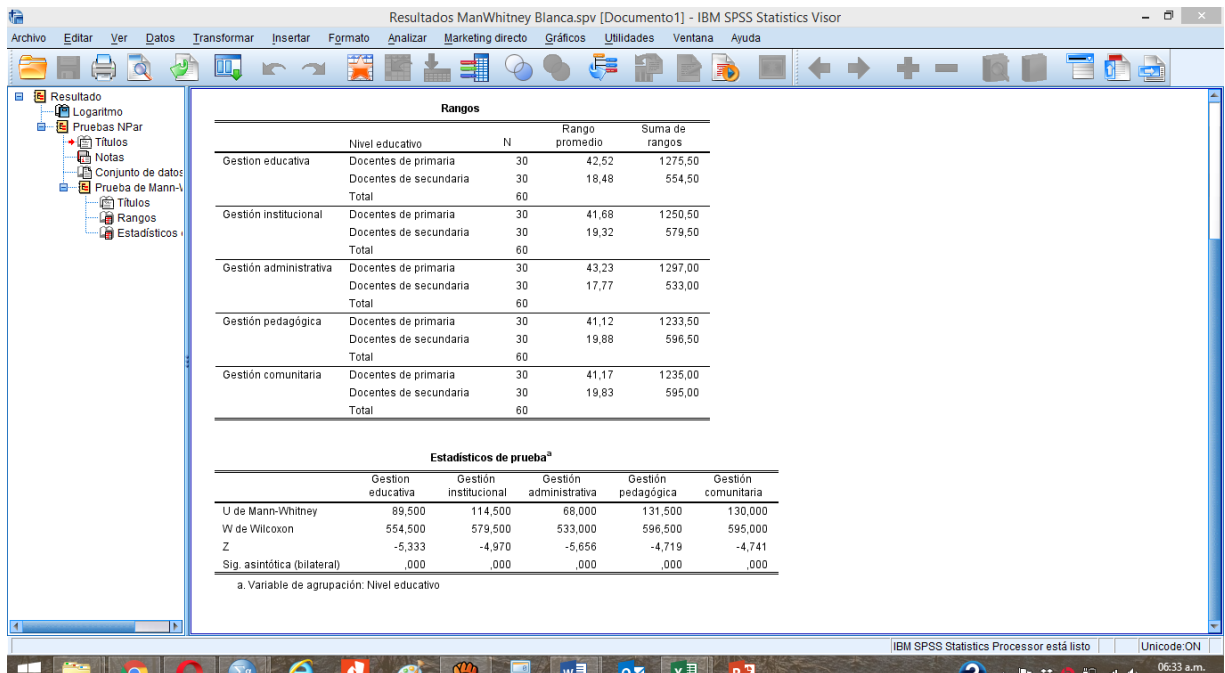 Resultados ManWhitney Blanca.spv [Documento1] - IBM SPSS Statistics Visor
Archivo Editar Ver Datos Transformar Insertar Formato Analizar Marketing directo Gráficos Utilidades Ventana Ayuda
Resultado
Logaritmo
Pruebas NPar
Títulos
Notas
Conjunto de datos
Prueba de Mann-
Títulos
Rangos
Estadísticos
Rangos
Nivel educativo N Rango promedio Suma de rangos
Gestion educativa Docentes de primaria 30 42,52 1275,50
Docentes de secundaria 30 18,48 554,50
Total 60
Gestión institucional Docentes de primaria 30 41,68 1250,50
Docentes de secundaria 30 19,32 579,50
Total 60
Gestión administrativa Docentes de primaria 30 43,23 1297,00
Docentes de secundaria 30 17,77 533,00
Total 60
Gestión pedagógica Docentes de primaria 30 41,12 1233,50
Docentes de secundaria 30 19,88 596,50
Total 60
Gestión comunitaria Docentes de primaria 30 41,17 1235,00
Docentes de secundaria 30 19,83 595,00
Total 60
Estadísticos de prueba a
Gestion educativa Gestión institucional Gestión administrativa Gestión pedagógica Gestión comunitaria
U de Mann-Whitney 89,500 114,500 68,000 131,500 130,000
W de Wilcoxon 554,500 579,500 533,000 596,500 595,000
Z -5,333 -4,970 -5,656 -4,719 -4,741
Sig. asintótica (bilateral) ,000 ,000 ,000 ,000 ,000
a. Variable de agrupación: Nivel educativo
IBM SPSS Statistics Processor está listo Unicode:ON
06:33 a.m.